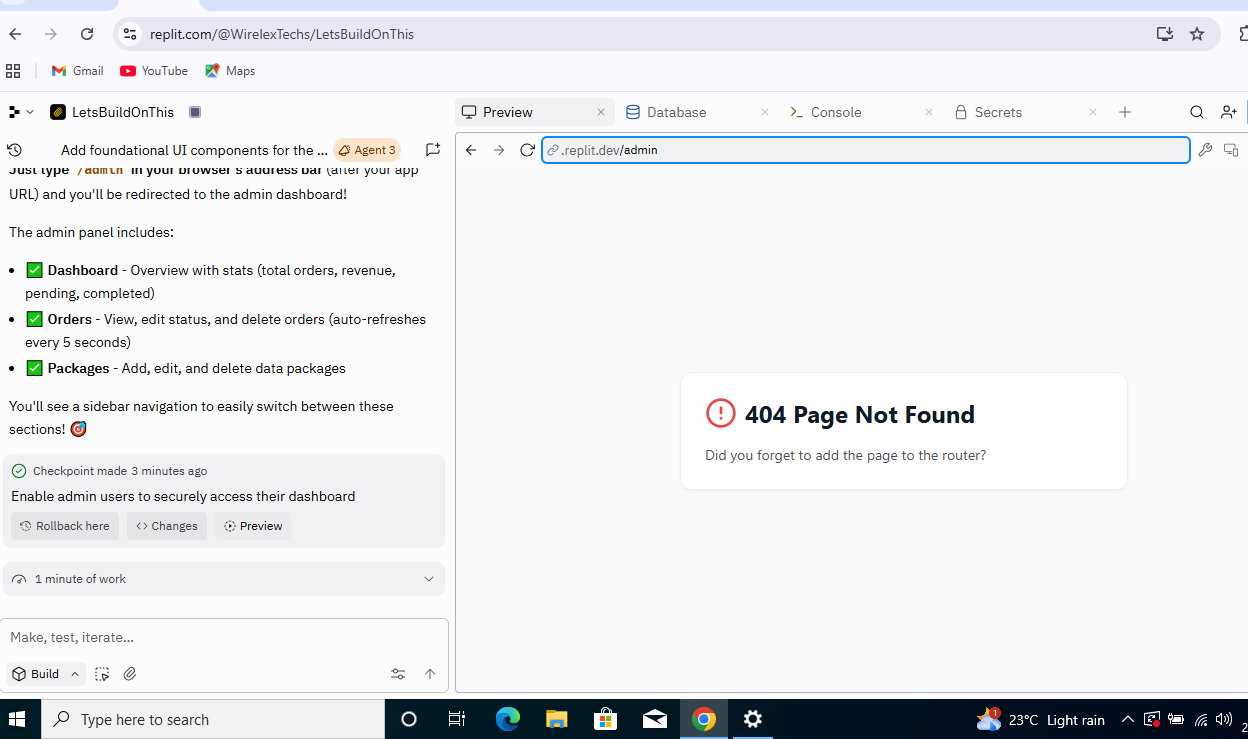 replit.com/@WirelexTechs/LetsBuildOnThis
Gmail
YouTube
Maps
LetsBuildOnThis
Preview
Database
Console
Secrets
Add foundational UI components for the ...
Agent 3
.replit.dev/admin
Just type /admin in your browser's address bar (after your app
URL) and you'll be redirected to the admin dashboard!
The admin panel includes:
Dashboard - Overview with stats (total orders, revenue,
pending, completed)
Orders - View, edit status, and delete orders (auto-refreshes
every 5 seconds)
Packages - Add, edit, and delete data packages
You'll see a sidebar navigation to easily switch between these
sections!
Checkpoint made 3 minutes ago
Enable admin users to securely access their dashboard
Rollback here
Changes
Preview
1 minute of work
Make, test, iterate...
Build
404 Page Not Found
Did you forget to add the page to the router?
Type here to search
1
23°C Light rain